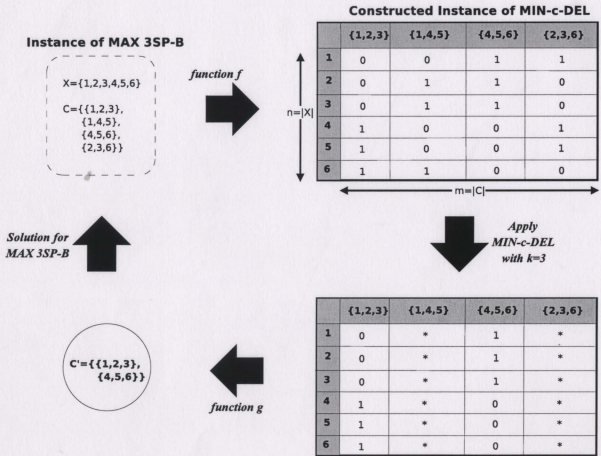 Constructed Instance of MIN-c-DEL
Instance of MAX 3SP-B
X={1,2,3,4,5,6}
C={{1,2,3},
{1,4,5},
{4,5,6},
{2,3,6}}
function f
n=|X|
{1,2,3} {1,4,5} {4,5,6} {2,3,6}
1 0 0 1 1
2 0 1 1 0
3 0 1 1 0
4 1 0 0 1
5 1 0 0 1
6 1 1 0 0
m=|C|
Solution for
MAX 3SP-B
Apply
MIN-c-DEL
with k=3
C'={{1,2,3},
{4,5,6}}
function g
{1,2,3} {1,4,5} {4,5,6} {2,3,6}
1 0 * 1 *
2 0 * 1 *
3 0 * 1 *
4 1 * 0 *
5 1 * 0 *
6 1 * 0 *